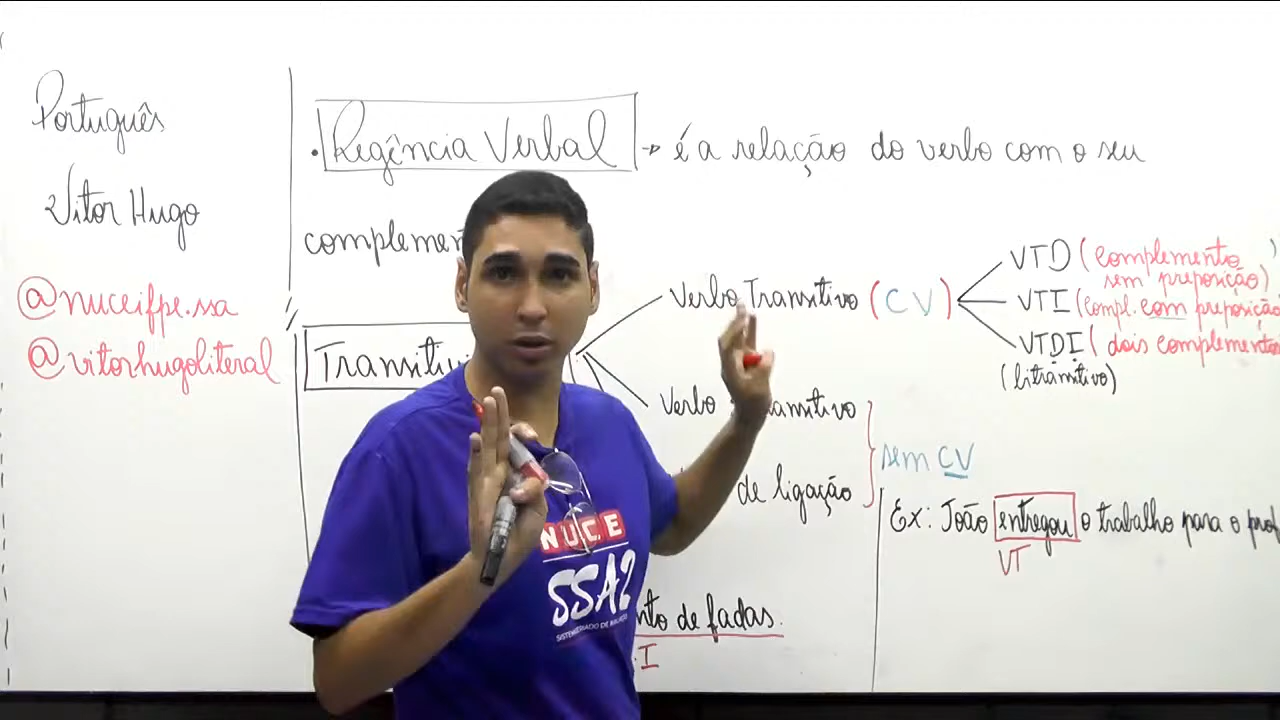 Português
Vitor Hugo
@nuceifpe.ssa
@vitorhugoliteral
• Regência Verbal → é a relação do verbo com o seu
complemen
Transitivi
Verbo Transitivo (CV)
VTD (complemento
sem preposição)
VTI (compl. com preposição
VTDI (dois complementos
(bitransitivo)
Verbo
ansitivo
de ligação
sem CV
Ex: João entregou o trabalho para o prof
VT
nto de fadas.
I
NUCE
SSA2